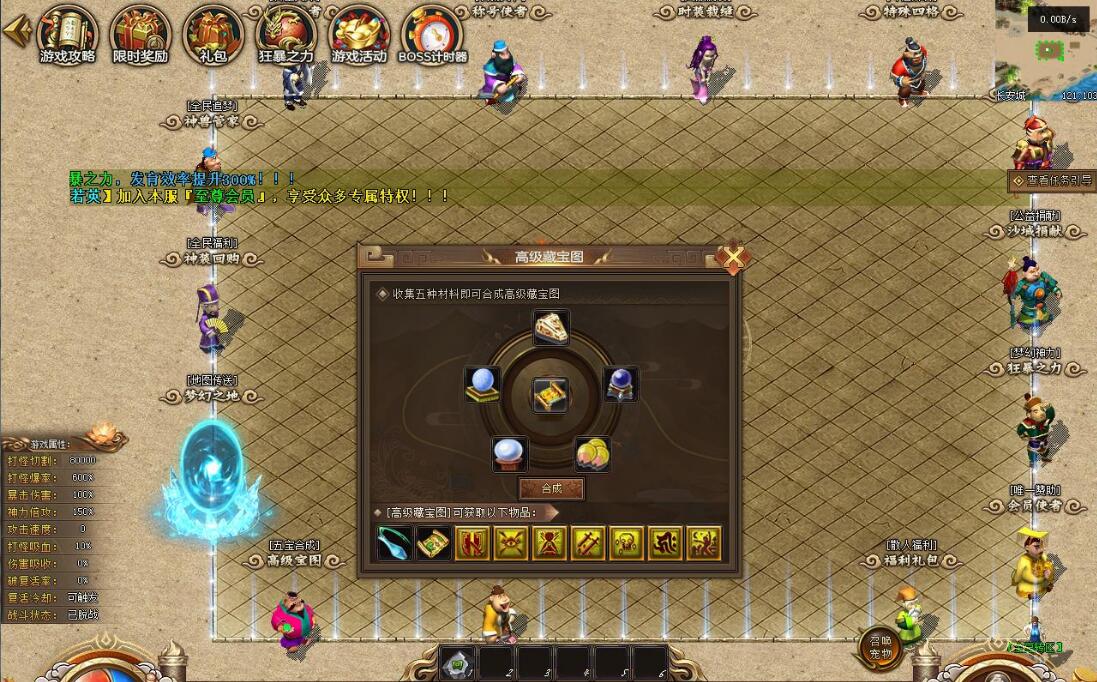 称号使者
时装裁缝
特殊四格
0.00B/s
游戏攻略
限时奖励
礼包
狂暴之力
游戏活动
BOSS计时器
长安城
121:103
[全民追梦]
神兽管家
暴之力，发育效率提升300%！！！
若英】加入本服『至尊会员』，享受众多专属特权！！！
查看任务引导
[公益捐献]
沙城捐献
[全民福利]
神装回购
高级藏宝图
收集五种材料即可合成高级藏宝图
[梦幻神力]
狂暴之力
[地图传送]
梦幻之地
游戏属性:
打怪切割: 80000
打怪爆率: 600%
暴击伤害: 100%
神力倍攻: 150%
攻击速度: 0
打怪吸血: 10%
伤害吸收: 0%
破复活率: 0%
复活冷却: 可触发
战斗状态: 已脱战
合成
[高级藏宝图]可获取以下物品:
[唯一赞助]
会员使者
[五宝合成]
高级宝图
[散人福利]
福利礼包
召唤
宠物
1 2 3 4 5 6